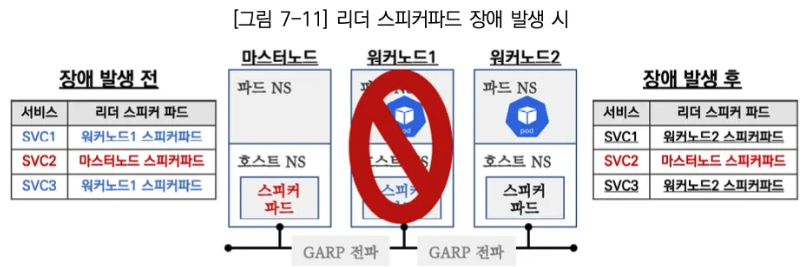 [그림 7-11] 리더 스피커파드 장애 발생 시
장애 발생 전
서비스 리더 스피커 파드
SVC1 워커노드1 스피커파드
SVC2 마스터노드 스피커파드
SVC3 워커노드1 스피커파드
마스터노드
파드 NS
호스트 NS
스피커
파드
워커노드1
파드 NS
pod
호스트 NS
스피커
워커노드2
파드 NS
pod
호스트 NS
스피커
파드
GARP 전파
GARP 전파
장애 발생 후
서비스 리더 스피커 파드
SVC1 워커노드2 스피커파드
SVC2 마스터노드 스피커파드
SVC3 워커노드2 스피커파드